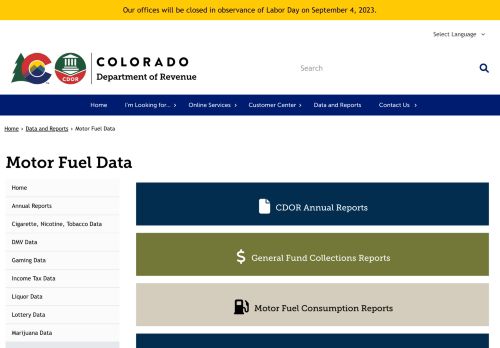 Our offices will be closed in observance of Labor Day on September 4, 2023.
Select Language
CDOR
COLORADO
Department of Revenue
Search
Home
I'm Looking for...
Online Services
Customer Center
Data and Reports
Contact Us
Home › Data and Reports › Motor Fuel Data
Motor Fuel Data
Home
Annual Reports
Cigarette, Nicotine, Tobacco Data
DMV Data
Gaming Data
Income Tax Data
Liquor Data
Lottery Data
Marijuana Data
CDOR Annual Reports
General Fund Collections Reports
Motor Fuel Consumption Reports